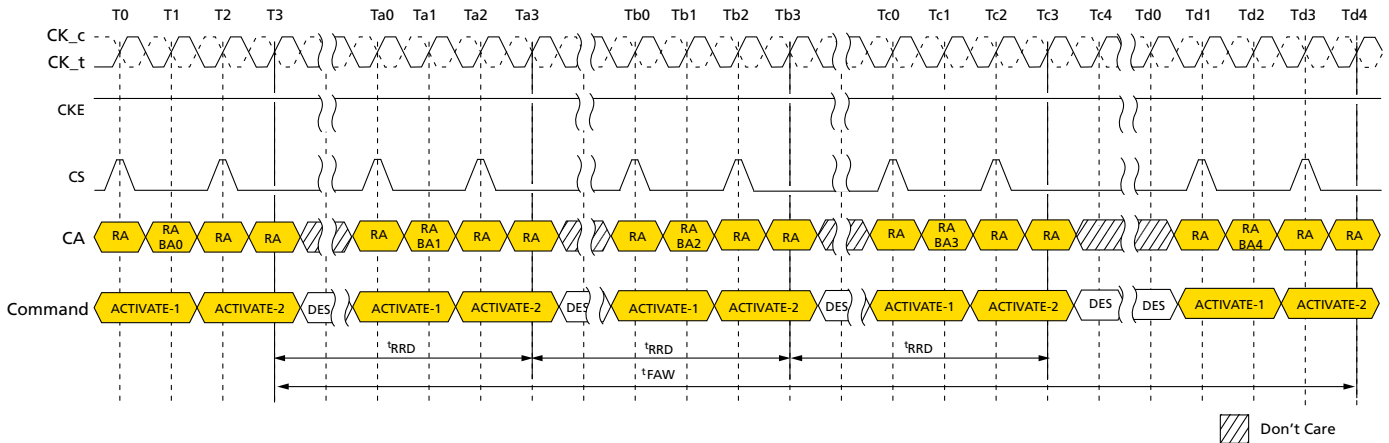 T0 T1 T2 T3 Ta0 Ta1 Ta2 Ta3 Tb0 Tb1 Tb2 Tb3 Tc0 Tc1 Tc2 Tc3 Tc4 Td0 Td1 Td2 Td3 Td4
CK_c
CK_t
CKE
CS
CA RA RA BA0 RA RA RA RA BA1 RA RA RA RA BA2 RA RA RA RA BA3 RA RA RA RA BA4 RA RA
Command ACTIVATE-1 ACTIVATE-2 DES ACTIVATE-1 ACTIVATE-2 DES ACTIVATE-1 ACTIVATE-2 DES ACTIVATE-1 ACTIVATE-2 DES DES ACTIVATE-1 ACTIVATE-2
tRRD tRRD tRRD
tFAW
Don't Care